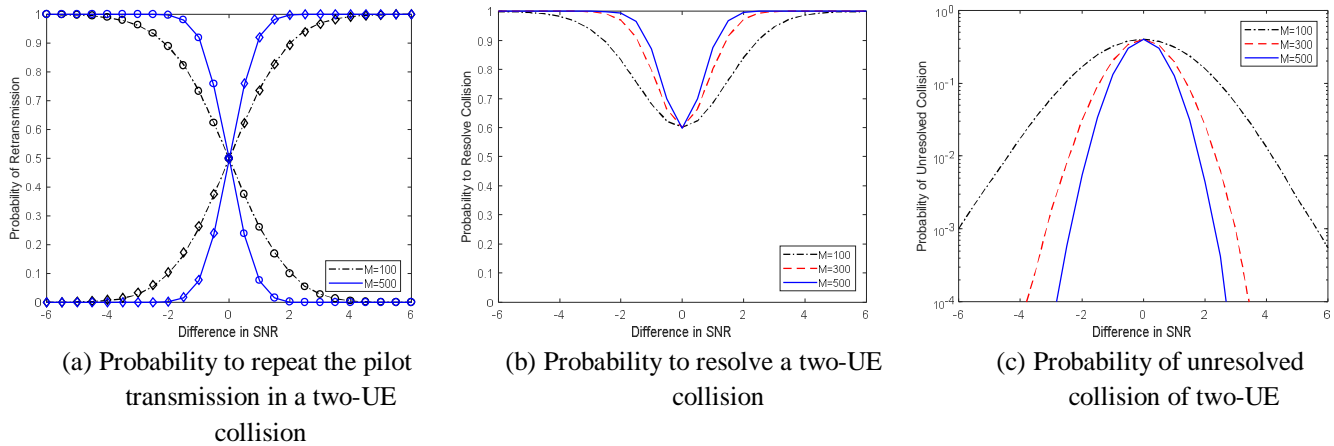 1
0.9
0.8
0.7
0.6
0.5
0.4
0.3
0.2
0.1
0
Probability of Retransmission
M=100
M=500
-6 -4 -2 0 2 4 6
Difference in SNR
(a) Probability to repeat the pilot
transmission in a two-UE
collision
1
0.9
0.8
0.7
0.6
0.5
0.4
0.3
0.2
0.1
0
Probability to Resolve Collision
M=100
M=300
M=500
-6 -4 -2 0 2 4 6
Difference in SNR
(b) Probability to resolve a two-UE
collision
10^0
10^-1
10^-2
10^-3
10^-4
Probability of Unresolved Collision
M=100
M=300
M=500
-6 -4 -2 0 2 4 6
Difference in SNR
(c) Probability of unresolved
collision of two-UE